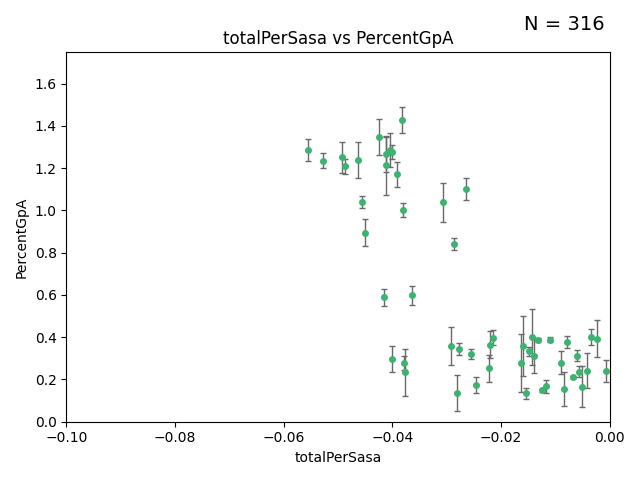 N = 316
totalPerSasa vs PercentGpA
PercentGpA
1.6
1.4
1.2
1.0
0.8
0.6
0.4
0.2
0.0
−0.10 −0.08 −0.06 −0.04 −0.02 0.00
totalPerSasa